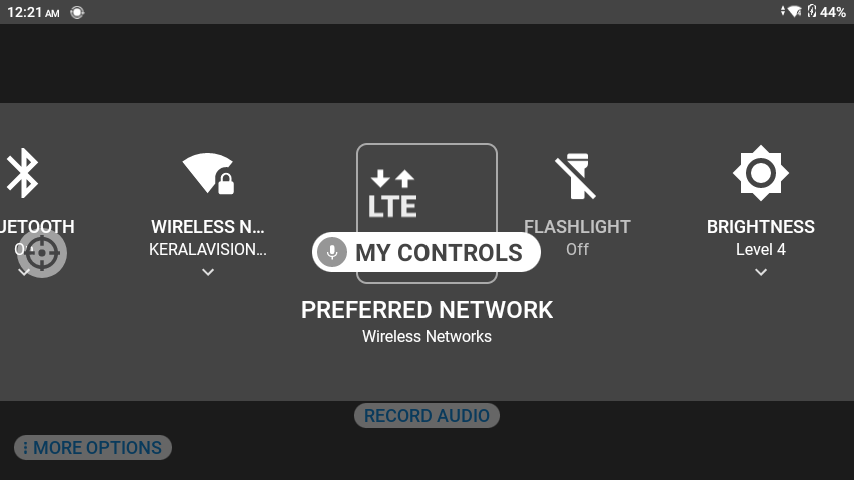 12:21 AM
44%
LTE
UETOOTH
WIRELESS N...
FLASHLIGHT
BRIGHTNESS
KERALAVISION...
Off
Level 4
MY CONTROLS
PREFERRED NETWORK
Wireless Networks
RECORD AUDIO
MORE OPTIONS